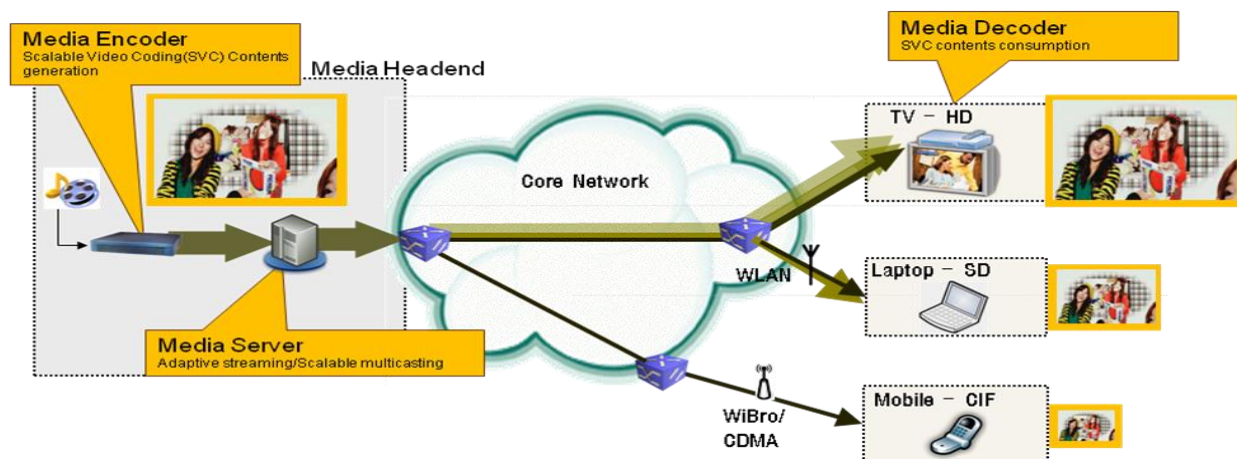 Media Encoder
Scalable Video Coding(SVC) Contents
generation
Media Headend
Media Server
Adaptive streaming/Scalable multicasting
Core Network
WLAN
WiBro/
CDMA
Media Decoder
SVC contents consumption
TV – HD
Laptop – SD
Mobile – CIF